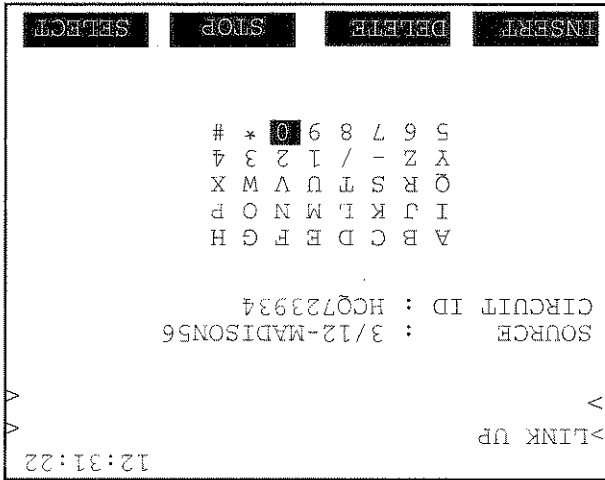 12:31:22
>LINK UP <
> <
SOURCE : 3/12-MADISON56
CIRCUIT ID : HCQ723934
A B C D E F G H
I J K L M N O P
Q R S T U V W X
Y Z - / 1 2 3 4
5 6 7 8 9 0 * #
INSERT DELETE STOP SELECT